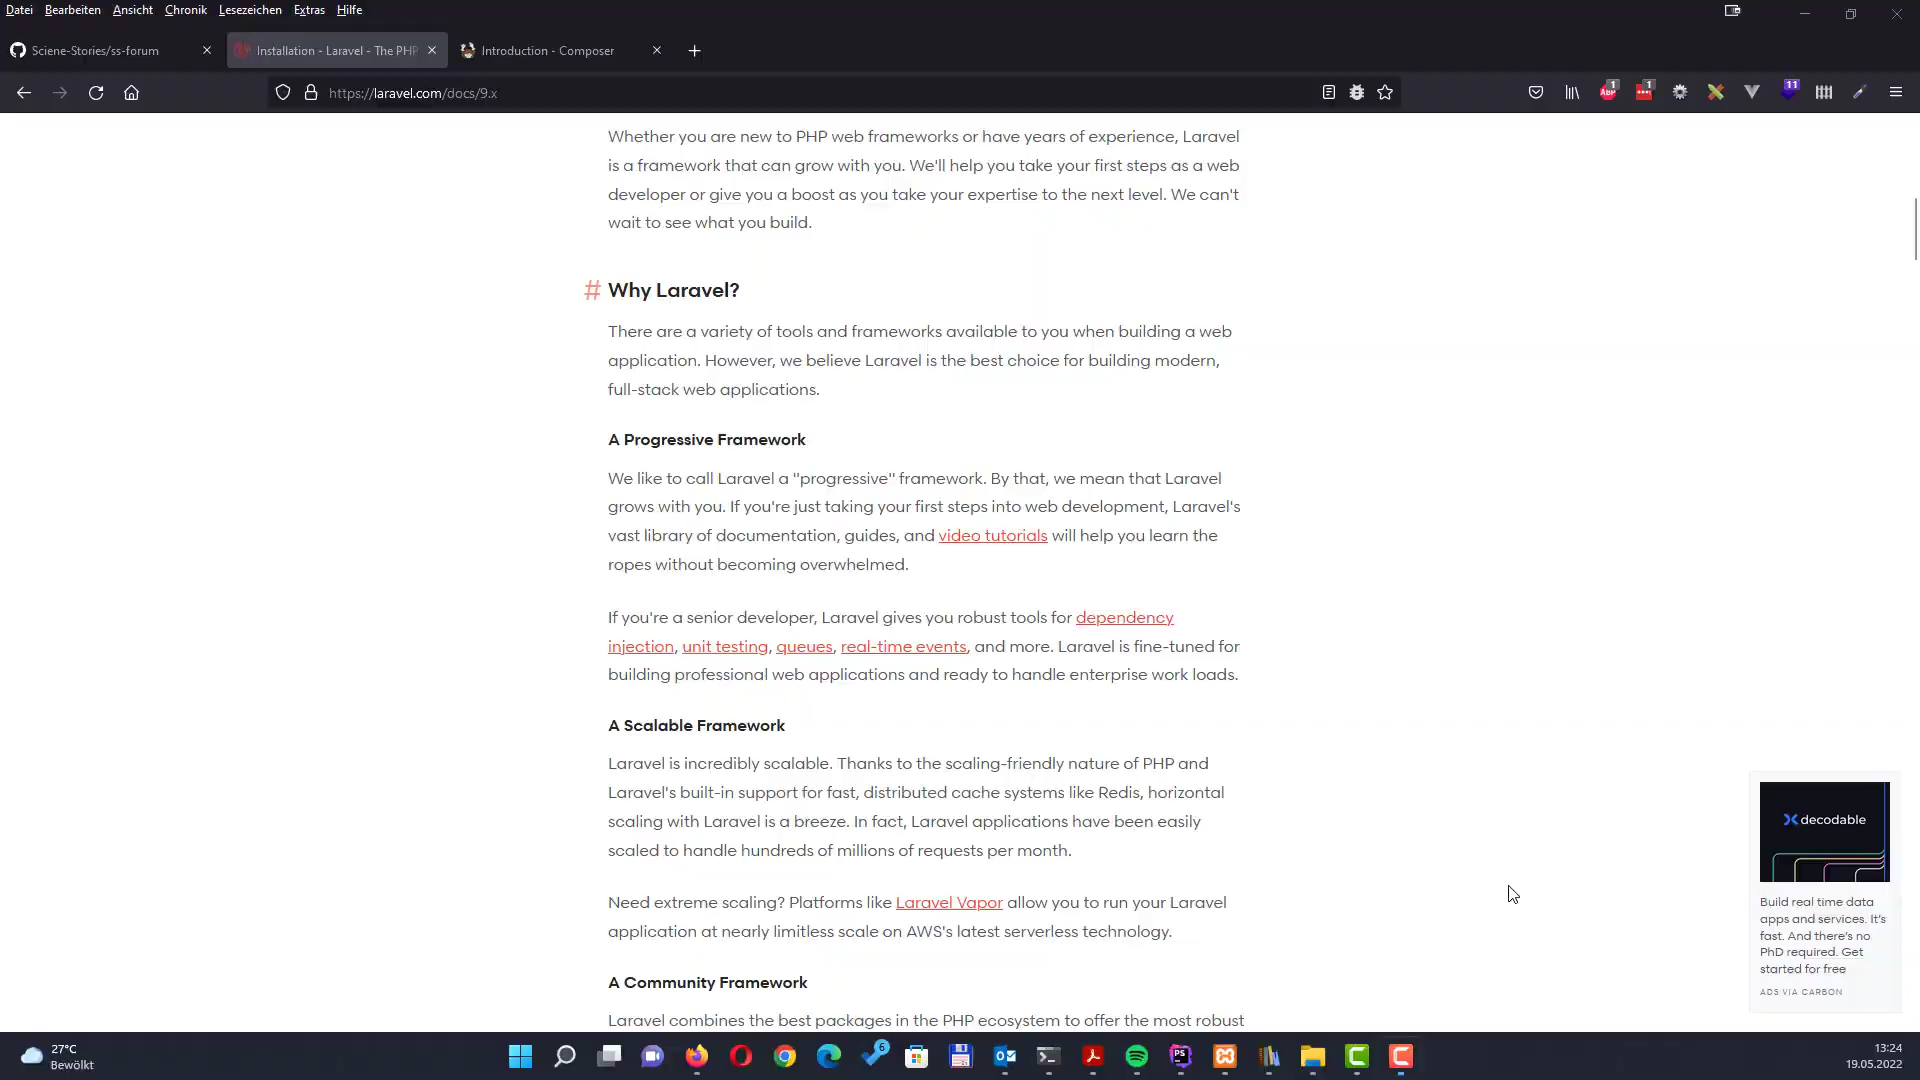 Datei Bearbeiten Ansicht Chronik Lesezeichen Extras Hilfe
Sciene-Stories/ss-forum
Installation - Laravel - The PHP
Introduction - Composer
https://laravel.com/docs/9.x
ABP 1
1
11
Whether you are new to PHP web frameworks or have years of experience, Laravel
is a framework that can grow with you. We'll help you take your first steps as a web
developer or give you a boost as you take your expertise to the next level. We can't
wait to see what you build.
# Why Laravel?
There are a variety of tools and frameworks available to you when building a web
application. However, we believe Laravel is the best choice for building modern,
full-stack web applications.
A Progressive Framework
We like to call Laravel a "progressive" framework. By that, we mean that Laravel
grows with you. If you're just taking your first steps into web development, Laravel's
vast library of documentation, guides, and video tutorials will help you learn the
ropes without becoming overwhelmed.
If you're a senior developer, Laravel gives you robust tools for dependency
injection, unit testing, queues, real-time events, and more. Laravel is fine-tuned for
building professional web applications and ready to handle enterprise work loads.
A Scalable Framework
Laravel is incredibly scalable. Thanks to the scaling-friendly nature of PHP and
Laravel's built-in support for fast, distributed cache systems like Redis, horizontal
scaling with Laravel is a breeze. In fact, Laravel applications have been easily
scaled to handle hundreds of millions of requests per month.
Need extreme scaling? Platforms like Laravel Vapor allow you to run your Laravel
application at nearly limitless scale on AWS's latest serverless technology.
A Community Framework
Laravel combines the best packages in the PHP ecosystem to offer the most robust
decodable
Build real time data
apps and services. It's
fast. And there's no
PhD required. Get
started for free
ADS VIA CARBON
27°C
Bewölkt
6
PS
13:24
19.05.2022